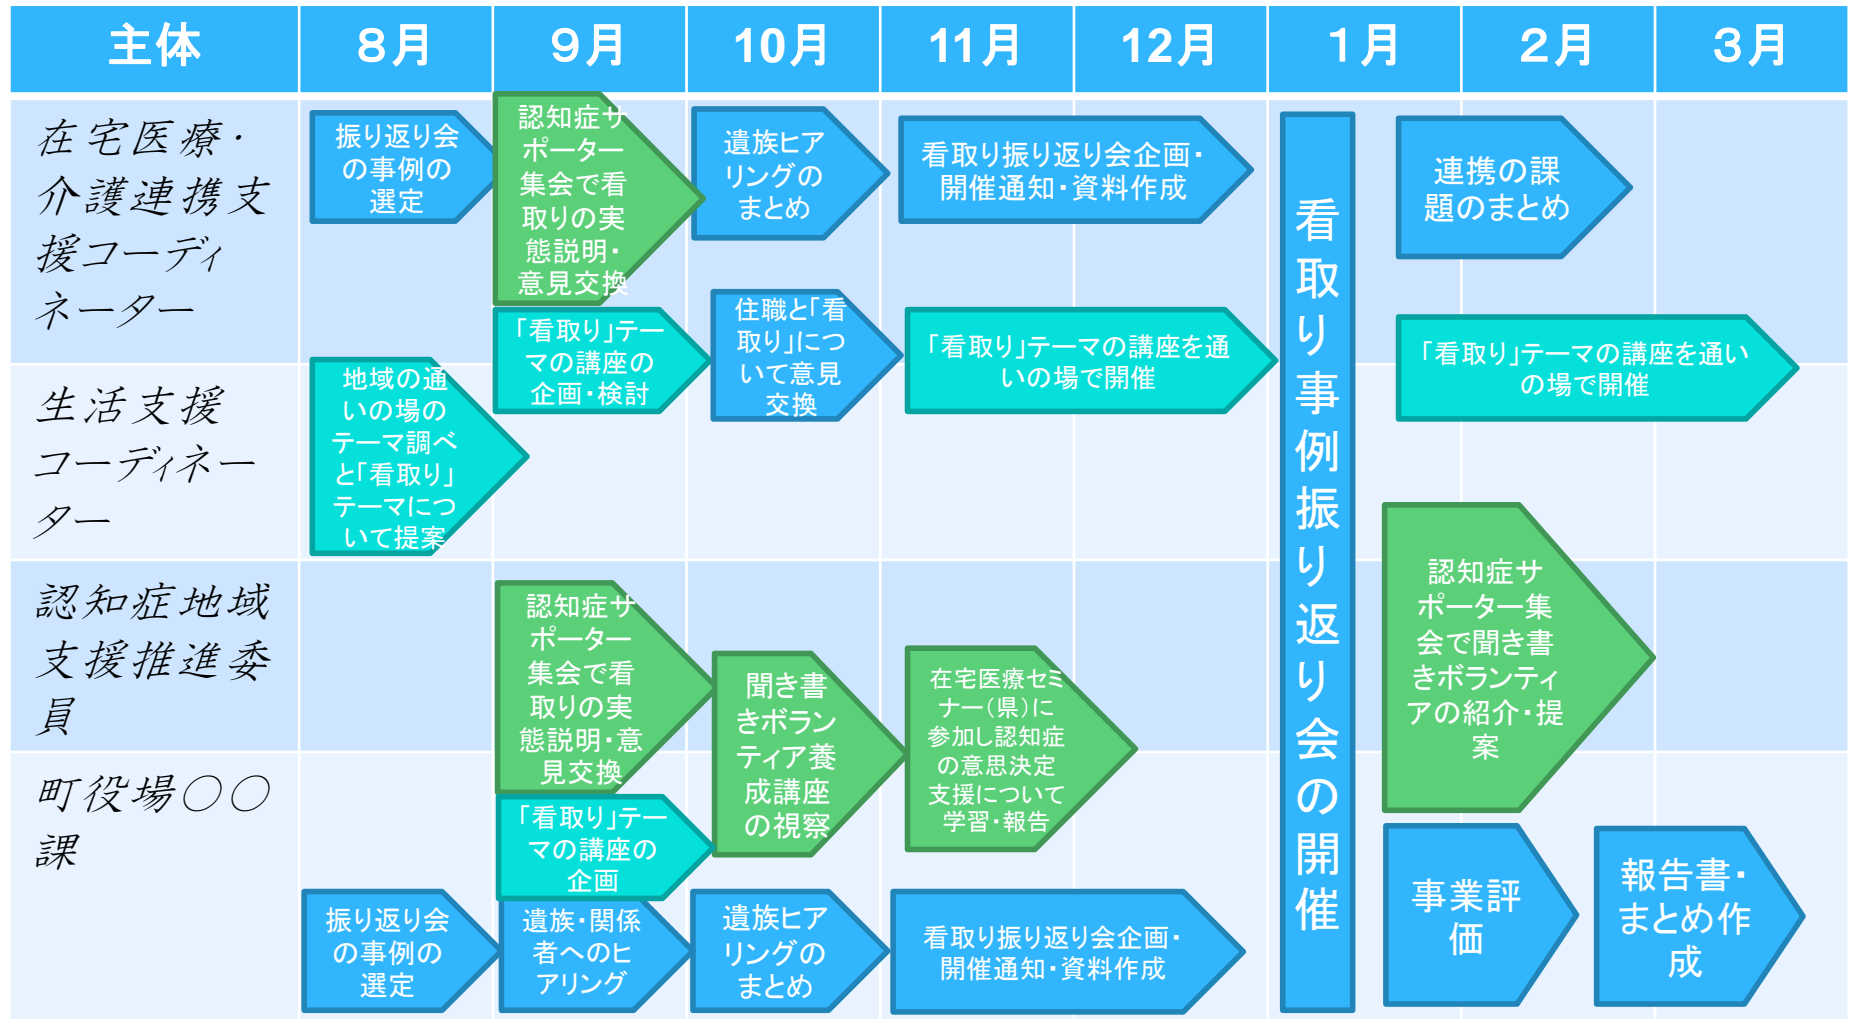 主体
８月
９月
10月
11月
12月
１月
２月
３月
在宅医療・
介護連携支
援コーディ
ネーター
振り返り会
の事例の
選定
認知症サ
ポーター
集会で看
取りの実
態説明・
意見交換
遺族ヒア
リングの
まとめ
看取り振り返り会企画・
開催通知・資料作成
連携の課
題のまとめ
「看取り」テー
マの講座の
企画・検討
住職と「看
取り」につ
いて意見
交換
「看取り」テーマの講座を通
いの場で開催
「看取り」テーマの講座を通い
の場で開催
看取り事例振り返り会の開催
生活支援
コーディネー
ター
地域の通
いの場の
テーマ調べ
と「看取り」
テーマにつ
いて提案
認知症地域
支援推進委
員
認知症サ
ポーター
集会で看
取りの実
態説明・意
見交換
聞き書
きボラン
ティア養
成講座
の視察
在宅医療セミ
ナー（県）に
参加し認知症
の意思決定
支援について
学習・報告
認知症サ
ポーター集
会で聞き書
きボランティ
アの紹介・提
案
町役場○○
課
「看取り」テー
マの講座の
企画
振り返り会
の事例の
選定
遺族・関係
者へのヒ
アリング
遺族ヒア
リングの
まとめ
看取り振り返り会企画・
開催通知・資料作成
事業評
価
報告書・
まとめ作
成